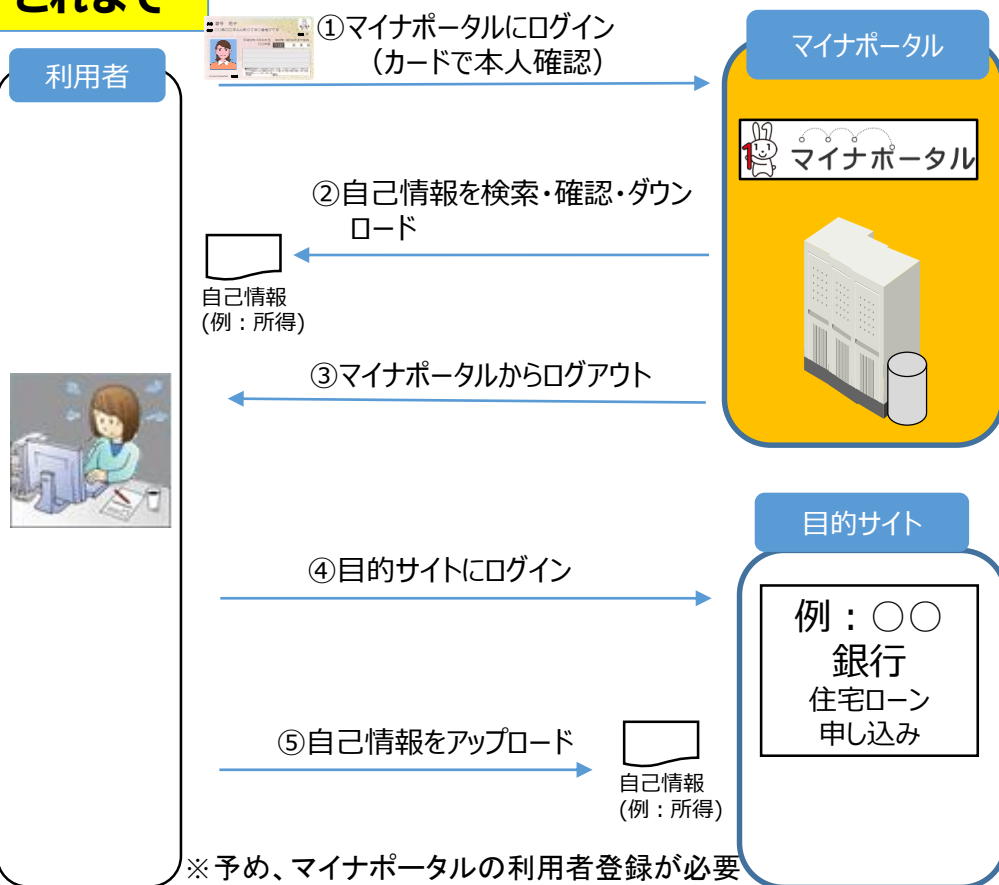 これまで
利用者
①マイナポータルにログイン
（カードで本人確認）
マイナポータル
マイナポータル
②自己情報を検索・確認・ダウン
ロード
自己情報
(例：所得)
③マイナポータルからログアウト
目的サイト
④目的サイトにログイン
例：○○
銀行
住宅ローン
申し込み
⑤自己情報をアップロード
自己情報
(例：所得)
※予め、マイナポータルの利用者登録が必要